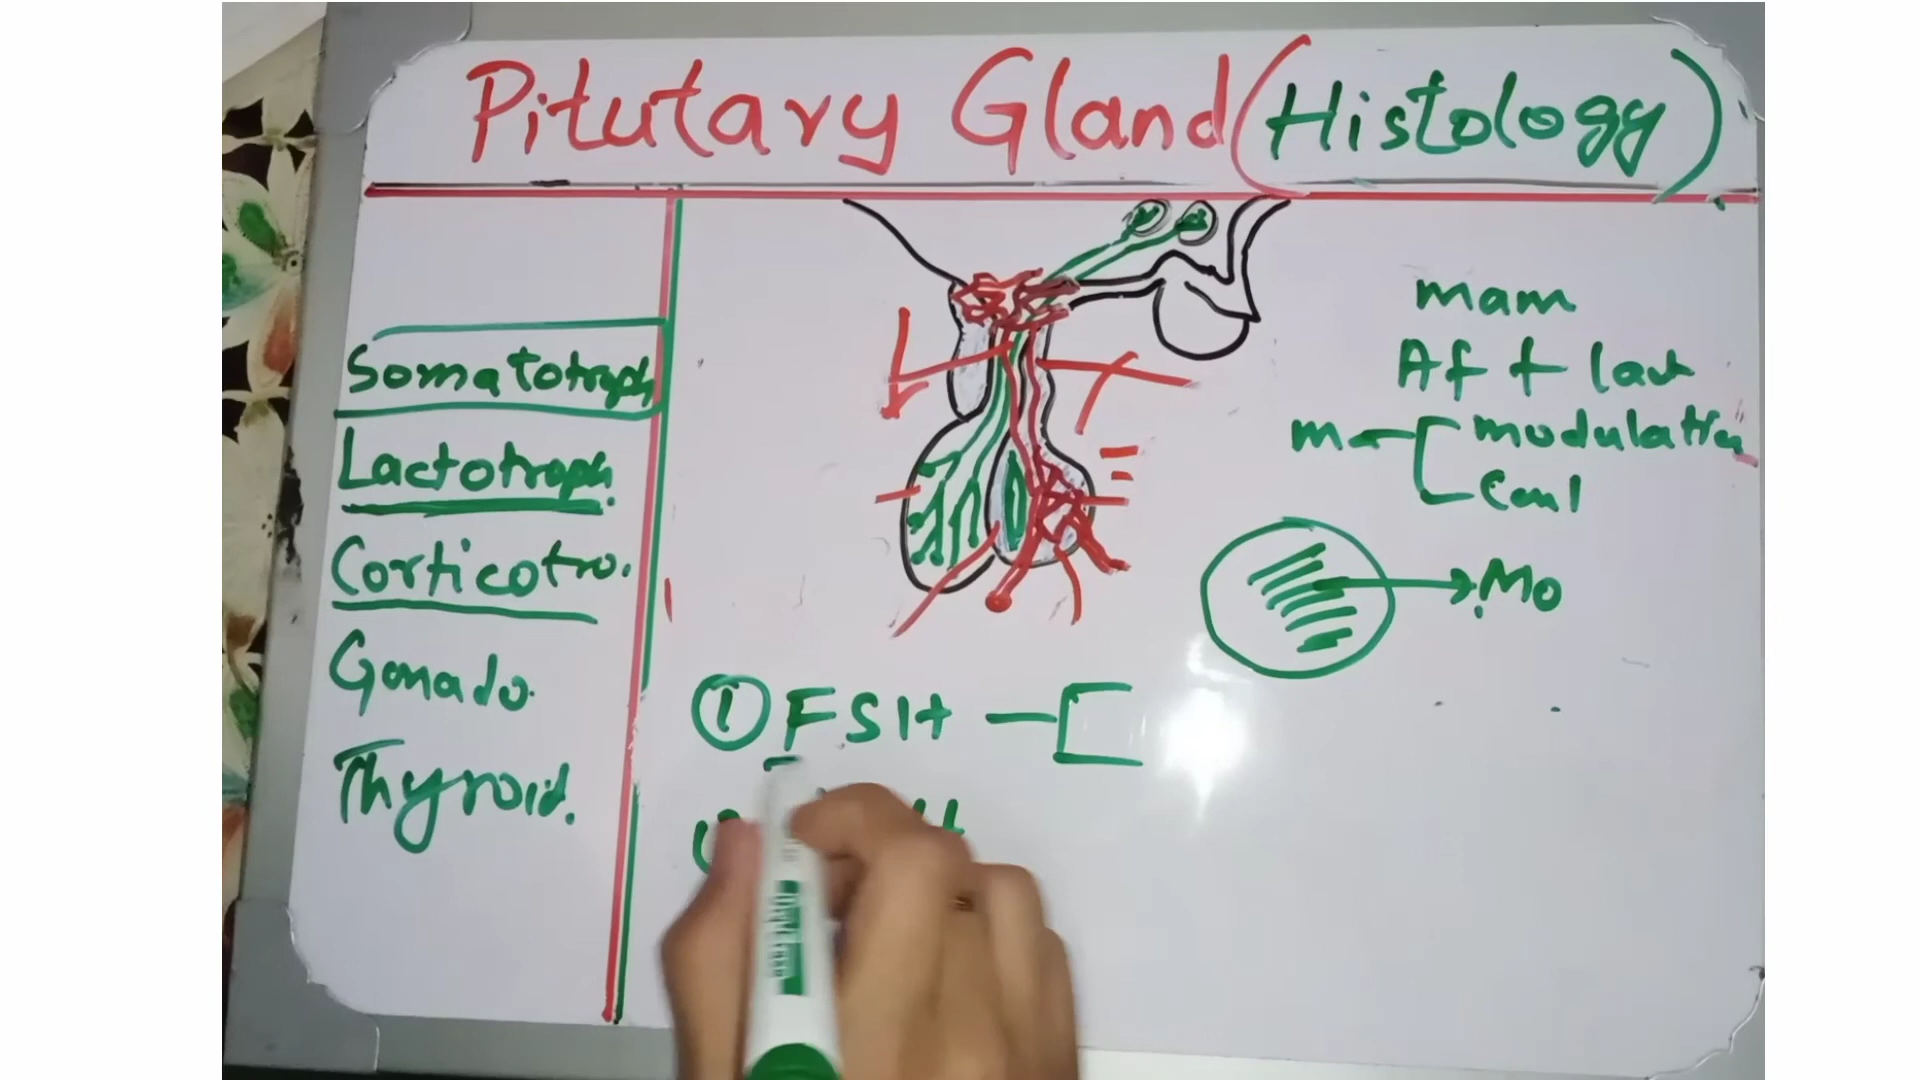 Pitutary Gland (Histology)
Somatotroph
Lactotroph.
Corticotro.
Gonado.
Thyroid.
mam
Af + lact
modulation
Mo
① FSH